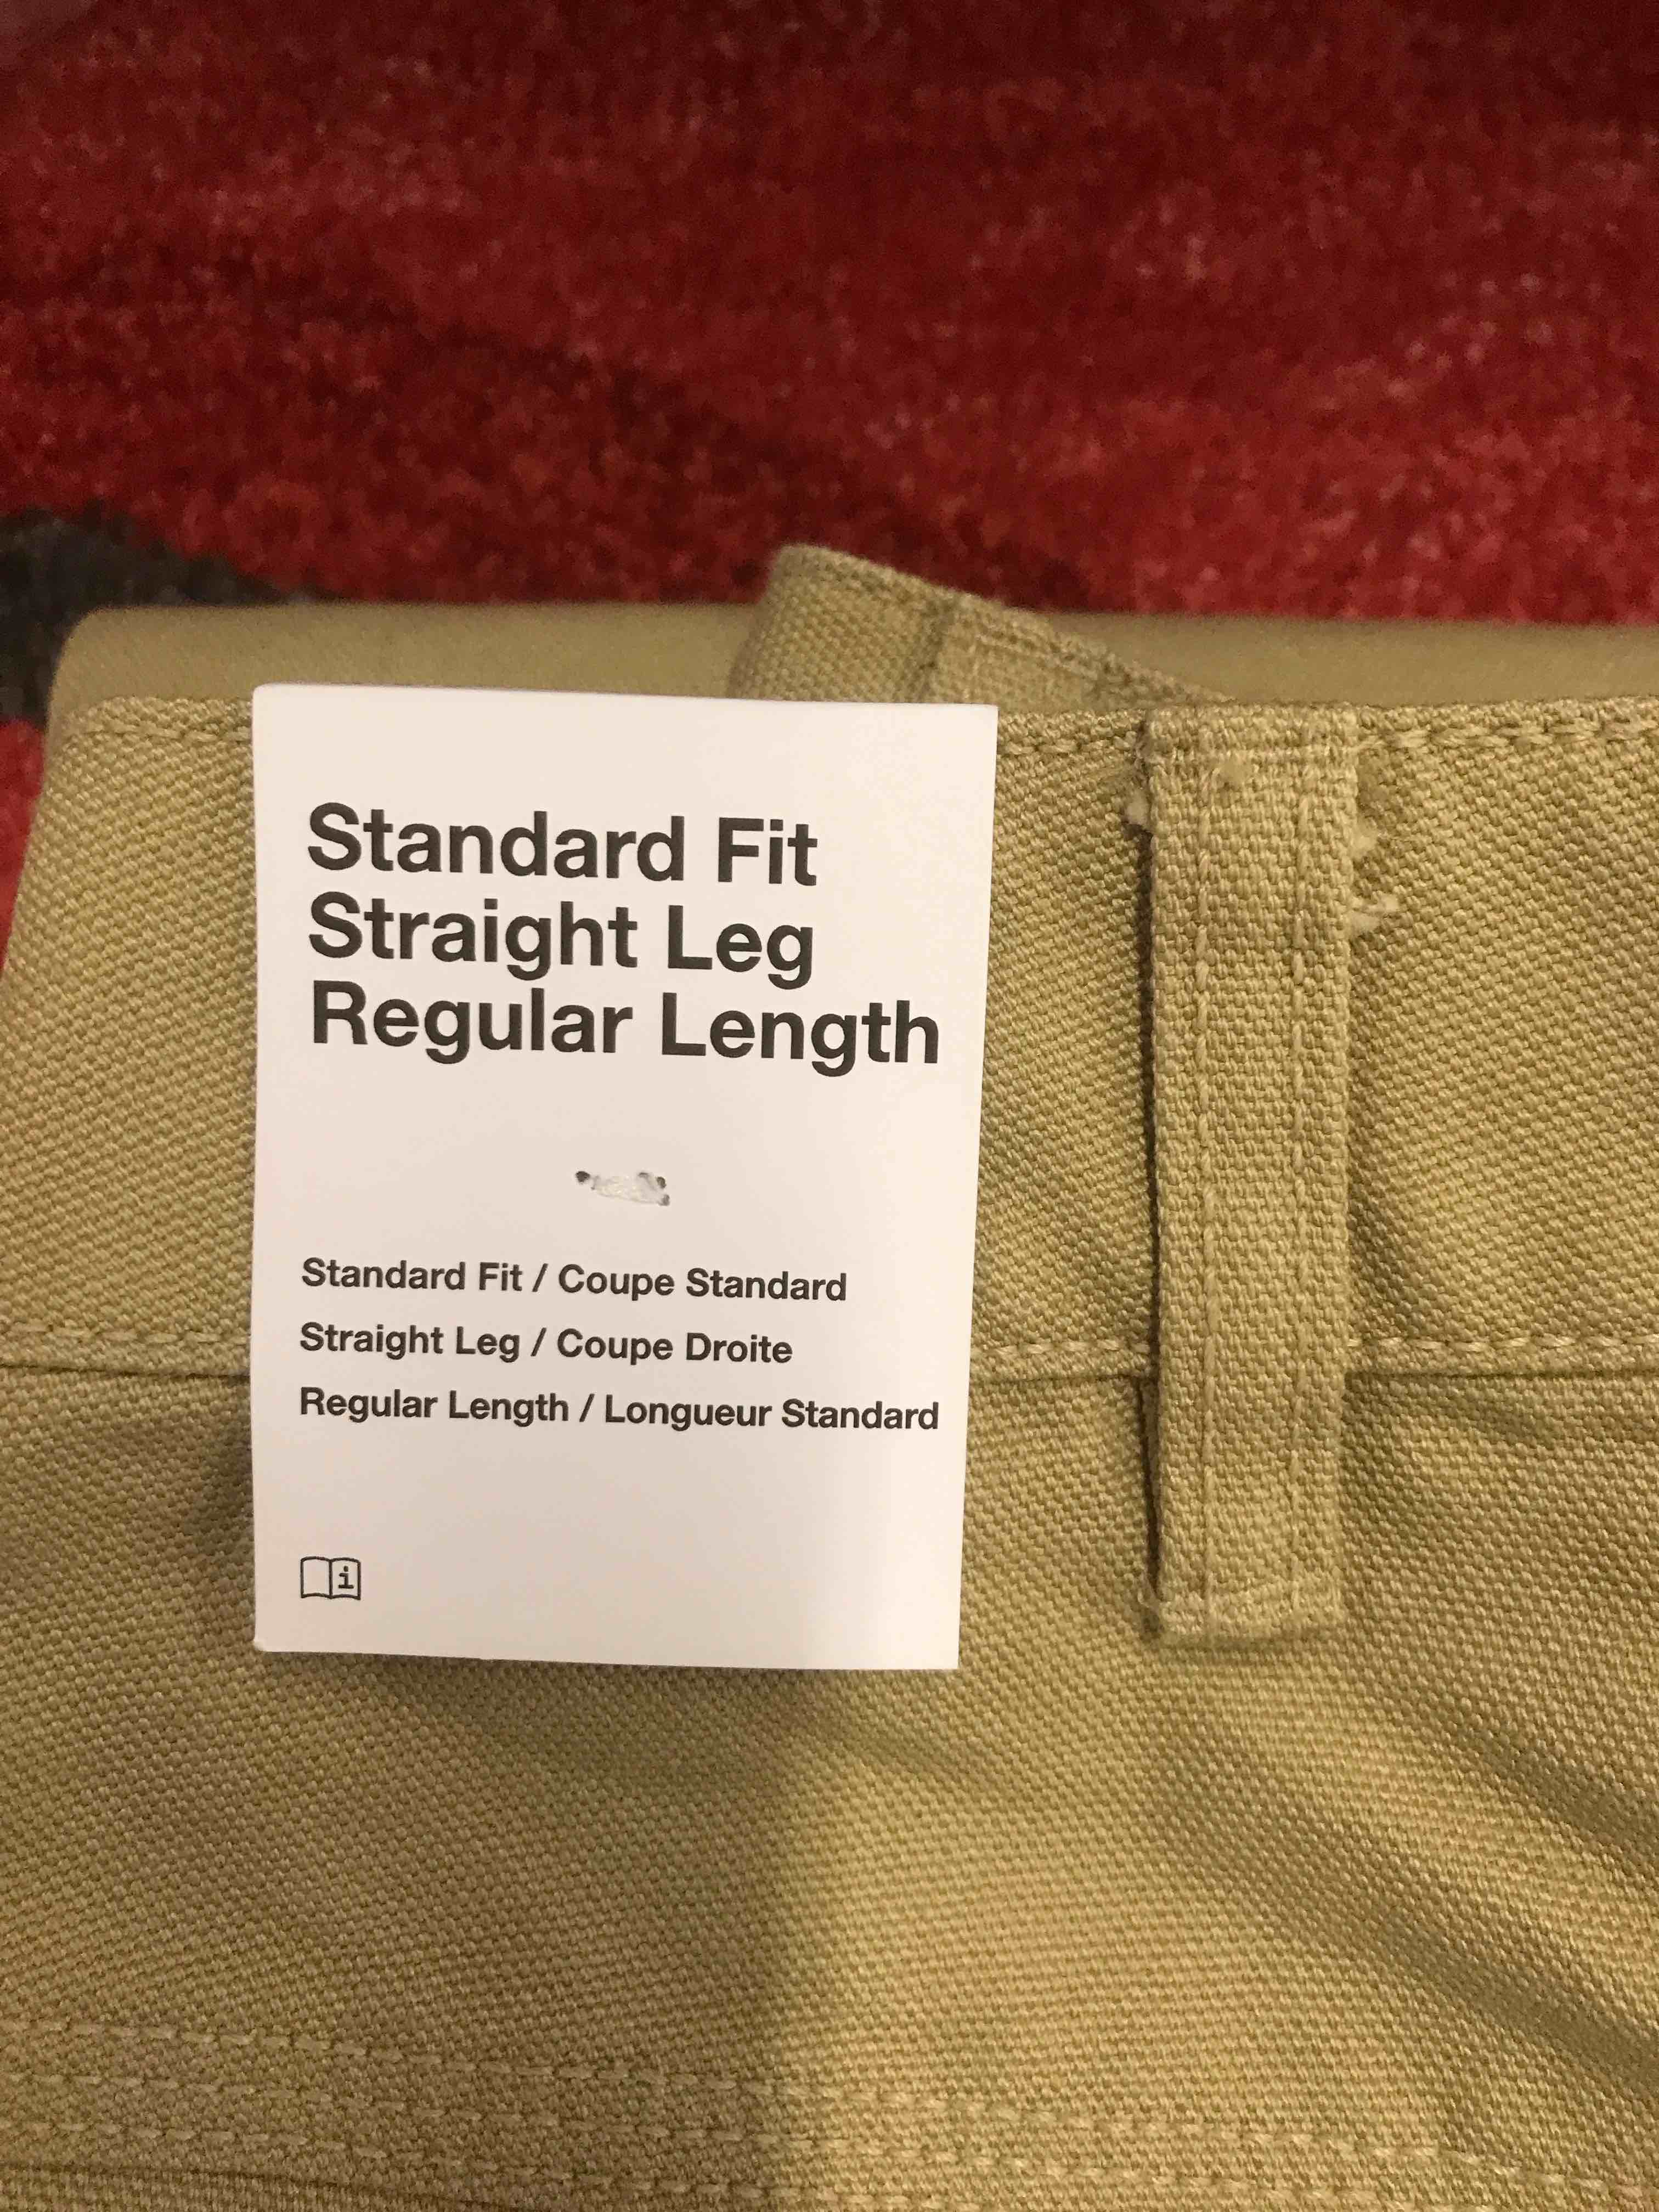 Standard Fit
Straight Leg
Regular Length
Standard Fit / Coupe Standard
Straight Leg / Coupe Droite
Regular Length / Longueur Standard
i